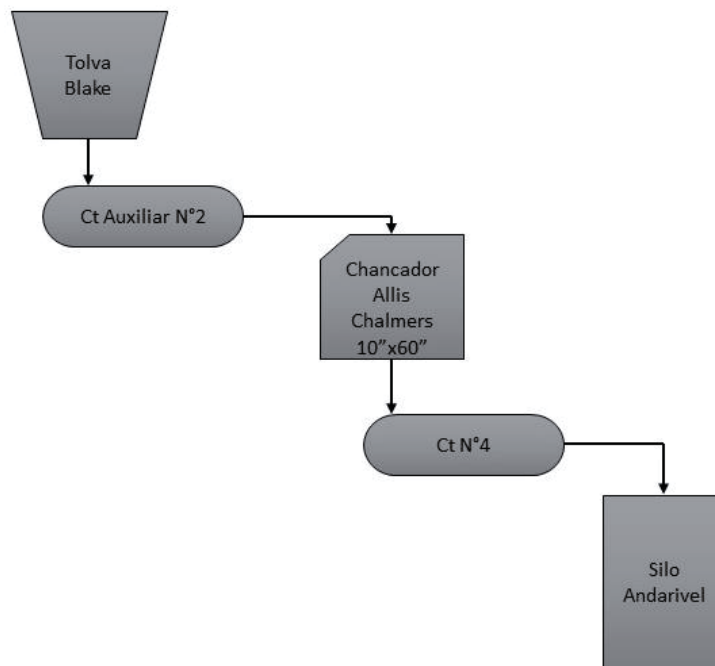 Tolva
Blake
Ct Auxiliar N°2
Chancador
Allis
Chalmers
10”x60”
Ct N°4
Silo
Andarivel